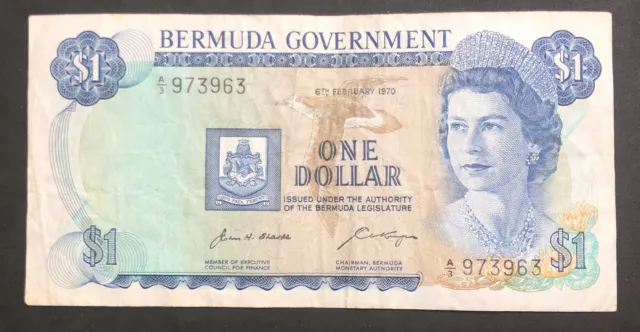 BERMUDA GOVERNMENT
$1
$1
A/3 973963
6TH FEBRUARY 1970
ONE
DOLLAR
ISSUED UNDER THE AUTHORITY
OF THE BERMUDA LEGISLATURE
MEMBER OF EXECUTIVE
COUNCIL FOR FINANCE
CHAIRMAN: BERMUDA
MONETARY AUTHORITY
$1
A/3 973963
$1